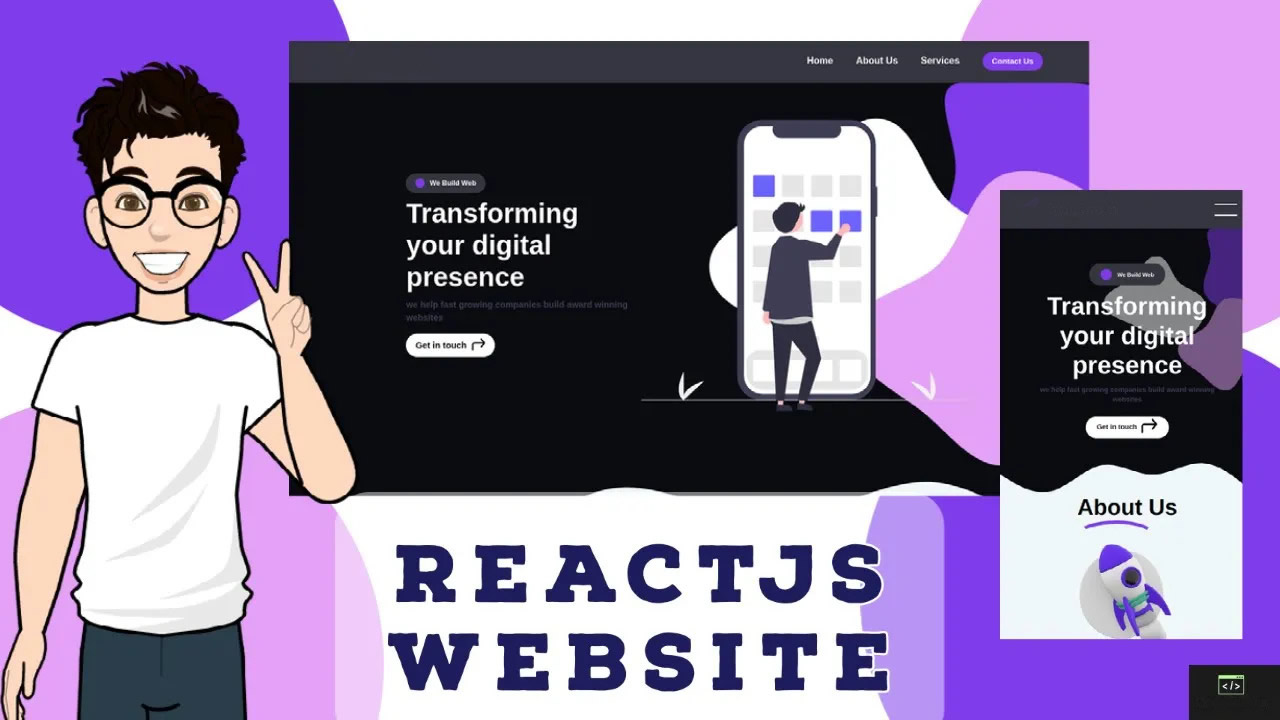 Home About Us Services Contact Us
We Build Web
Transforming
your digital
presence
we help fast growing companies build award winning
websites
Get in touch
We Build Web
Transforming
your digital
presence
we help fast growing companies build award winning
websites
Get in touch
About Us
REACTJS
WEBSITE
</>